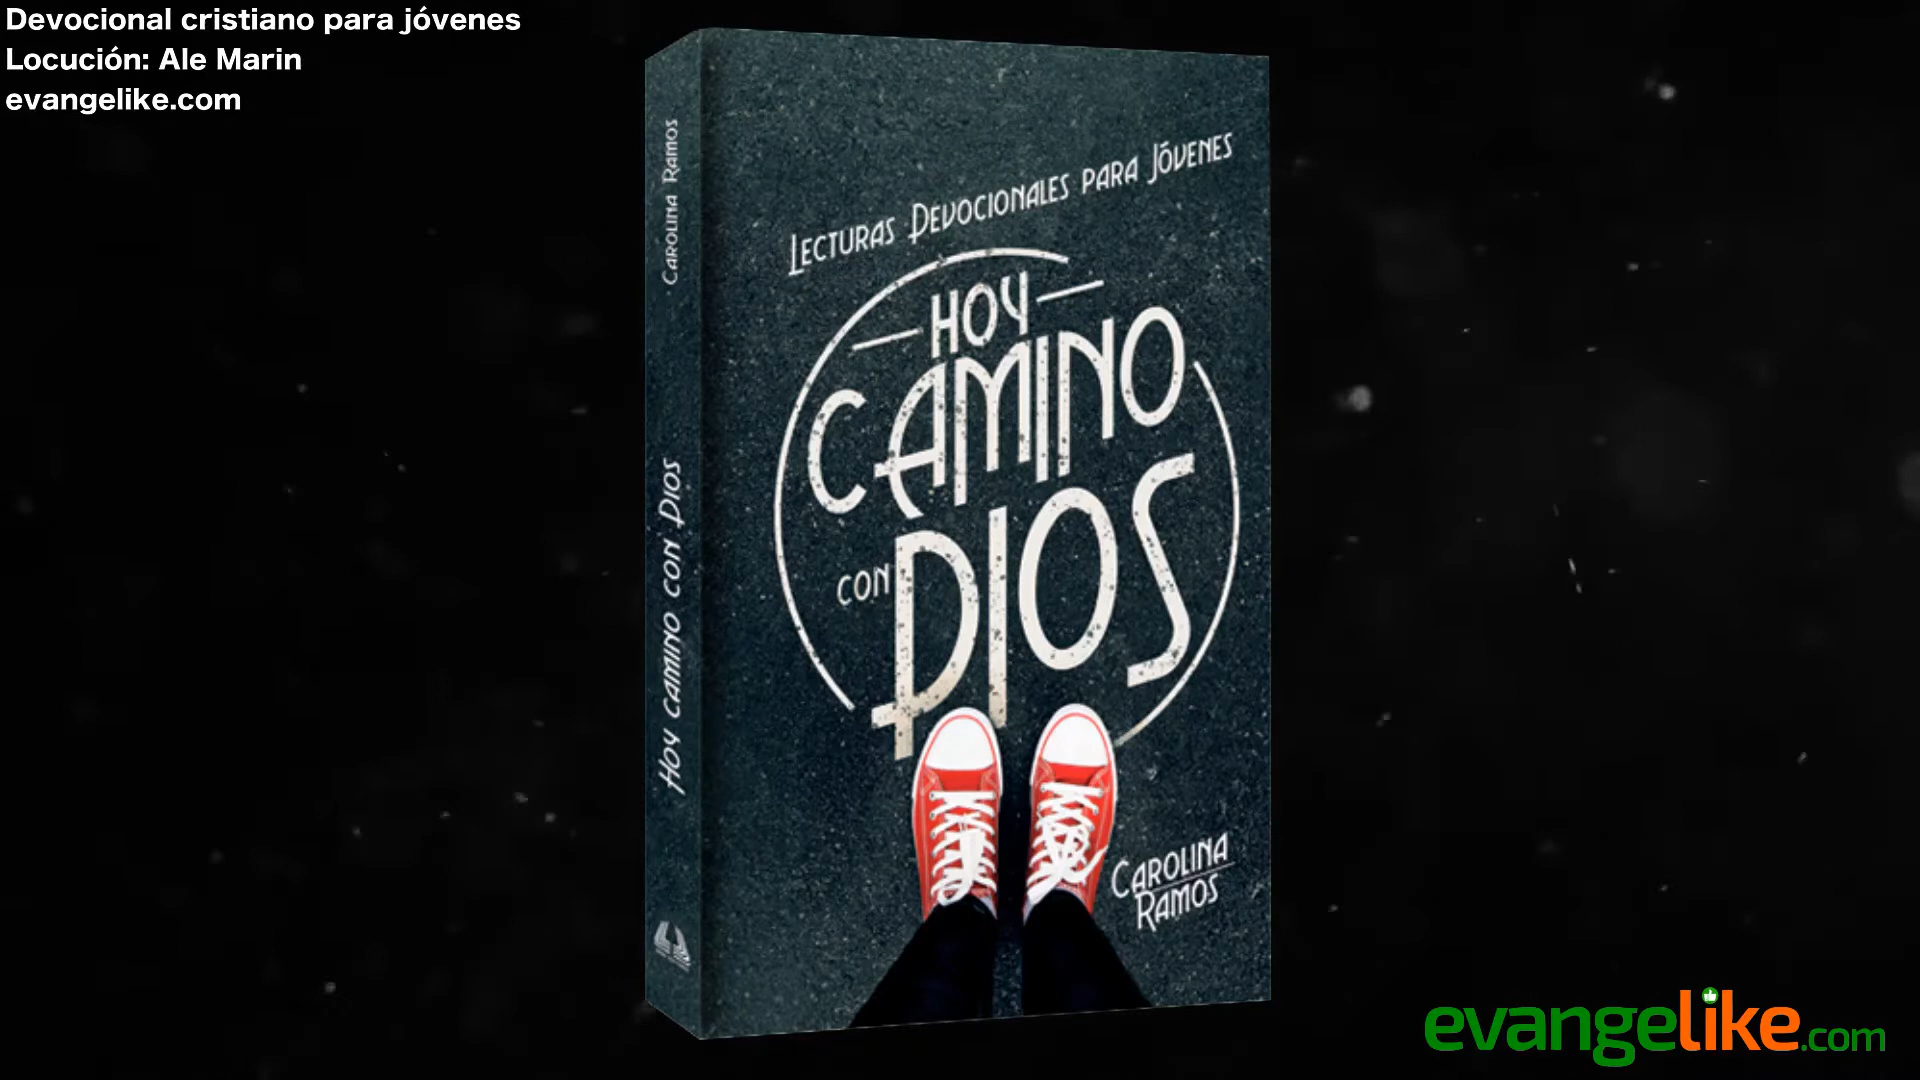 Devocional cristiano para jóvenes
Locución: Ale Marin
evangelike.com
CAROLINA RAMOS
HOY CAMINO CON DIOS
LECTURAS DEVOCIONALES PARA JÓVENES
HOY
CAMINO
CON DIOS
CAROLINA
RAMOS
evangelike.com